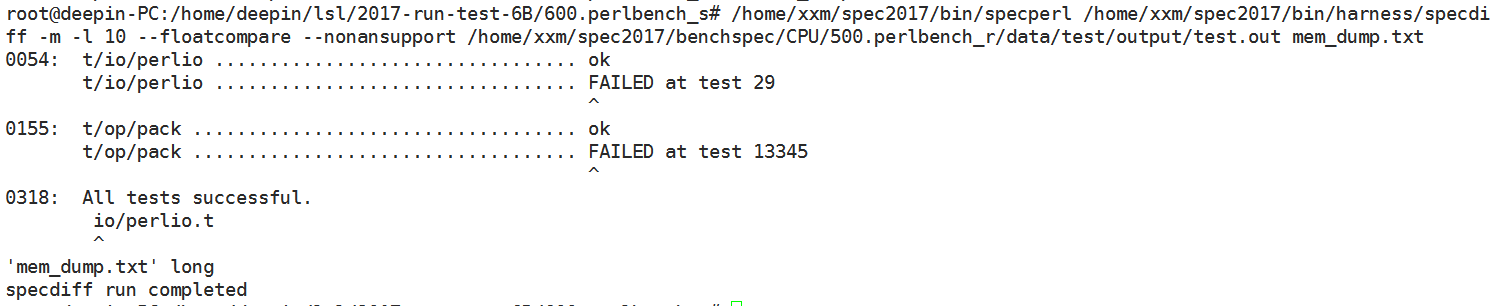 root@deepin-PC:/home/deepin/lsl/2017-run-test-6B/600.perlbench_s# /home/xxm/spec2017/bin/specperl /home/xxm/spec2017/bin/harness/specdi
ff -m -l 10 --floatcompare --nonansupport /home/xxm/spec2017/benchspec/CPU/500.perlbench_r/data/test/output/test.out mem_dump.txt
0054:  t/io/perlio ................................. ok
       t/io/perlio ................................. FAILED at test 29
                                                     ^
0155:  t/op/pack ................................... ok
       t/op/pack ................................... FAILED at test 13345
                                                     ^
0318:  All tests successful.
        io/perlio.t
        ^
'mem_dump.txt' long
specdiff run completed